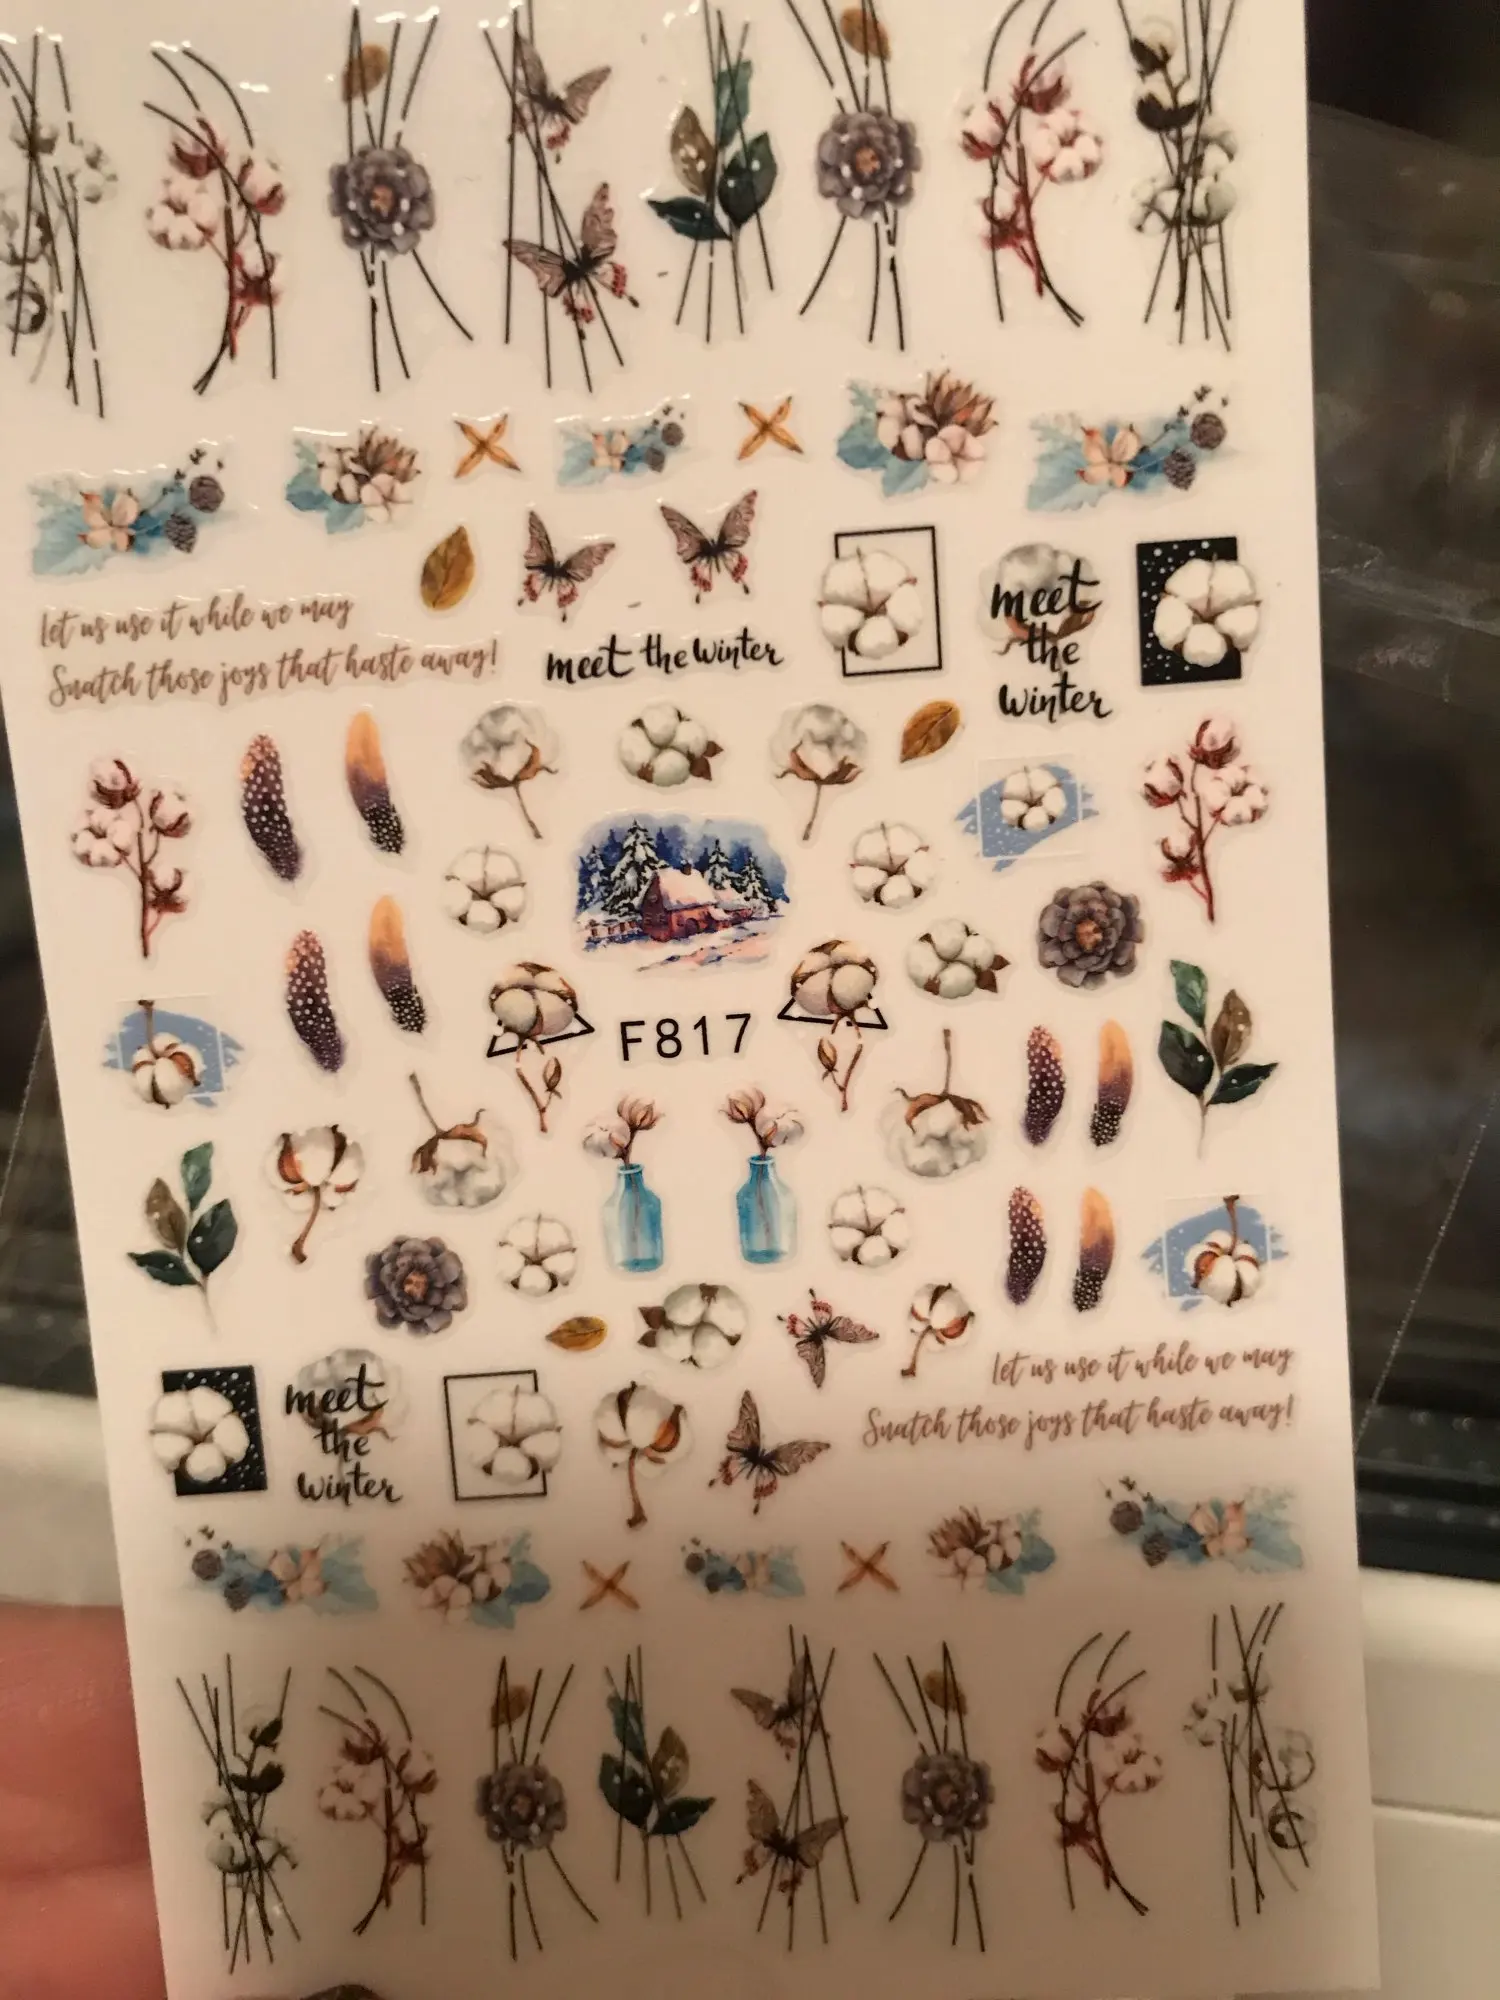 let us use it while we may
Snatch those joys that haste away!
meet the winter
meet
the
winter
F817
let us use it while we may
Snatch those joys that haste away!
meet
the
winter